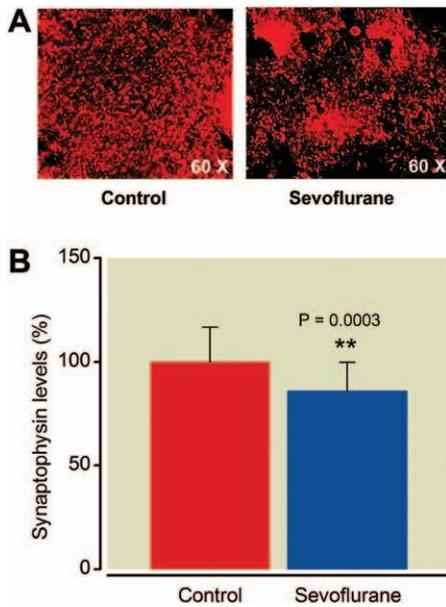 A
60 X
60 X
Control
Sevoflurane
B
Synaptophysin levels (%)
150
100
50
0
P = 0.0003
**
Control
Sevoflurane